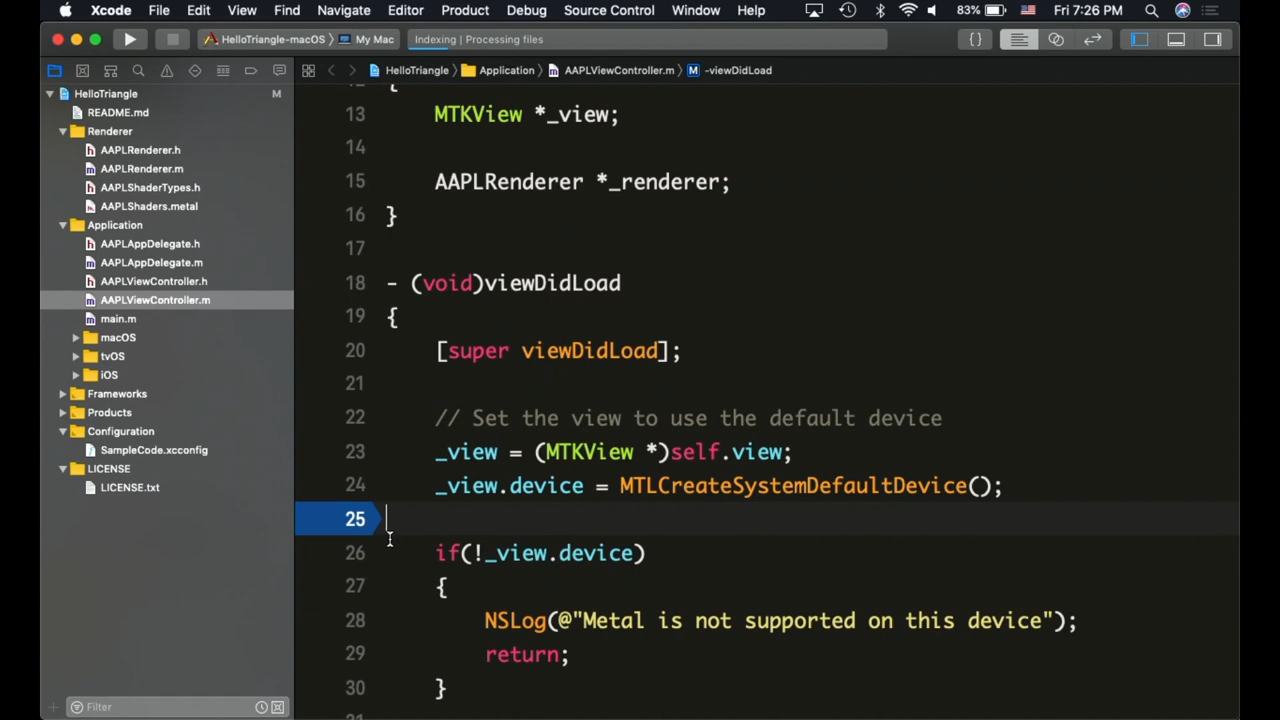 Xcode File Edit View Find Navigate Editor Product Debug Source Control Window Help 83% Fri 7:26 PM
HelloTriangle-macOS My Mac Indexing | Processing files { }
HelloTriangle Application AAPLViewController.m M -viewDidLoad
HelloTriangle M
README.md
Renderer
h AAPLRenderer.h
m AAPLRenderer.m
h AAPLShaderTypes.h
m AAPLShaders.metal
Application
h AAPLAppDelegate.h
m AAPLAppDelegate.m
h AAPLViewController.h
m AAPLViewController.m
m main.m
macOS
tvOS
iOS
Frameworks
Products
Configuration
SampleCode.xcconfig
LICENSE
LICENSE.txt
Filter
{
13 MTKView *_view;
14
15 AAPLRenderer *_renderer;
16 }
17
18 - (void)viewDidLoad
19 {
20 [super viewDidLoad];
21
22 // Set the view to use the default device
23 _view = (MTKView *)self.view;
24 _view.device = MTLCreateSystemDefaultDevice();
25
26 if(!_view.device)
27 {
28 NSLog(@"Metal is not supported on this device");
29 return;
30 }